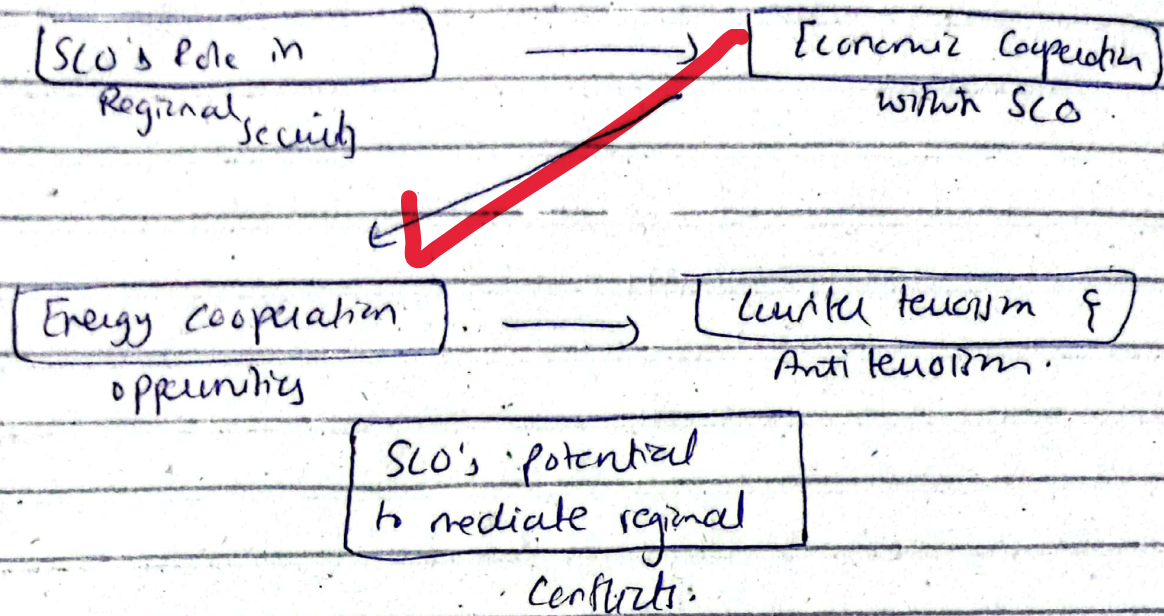 SCO's Role in
Regional Security
Economic Cooperation
within SCO.
Energy cooperation
opportunities
Counter terrorism &
Anti terrorism.
SCO's potential
to mediate regional
Conflicts.